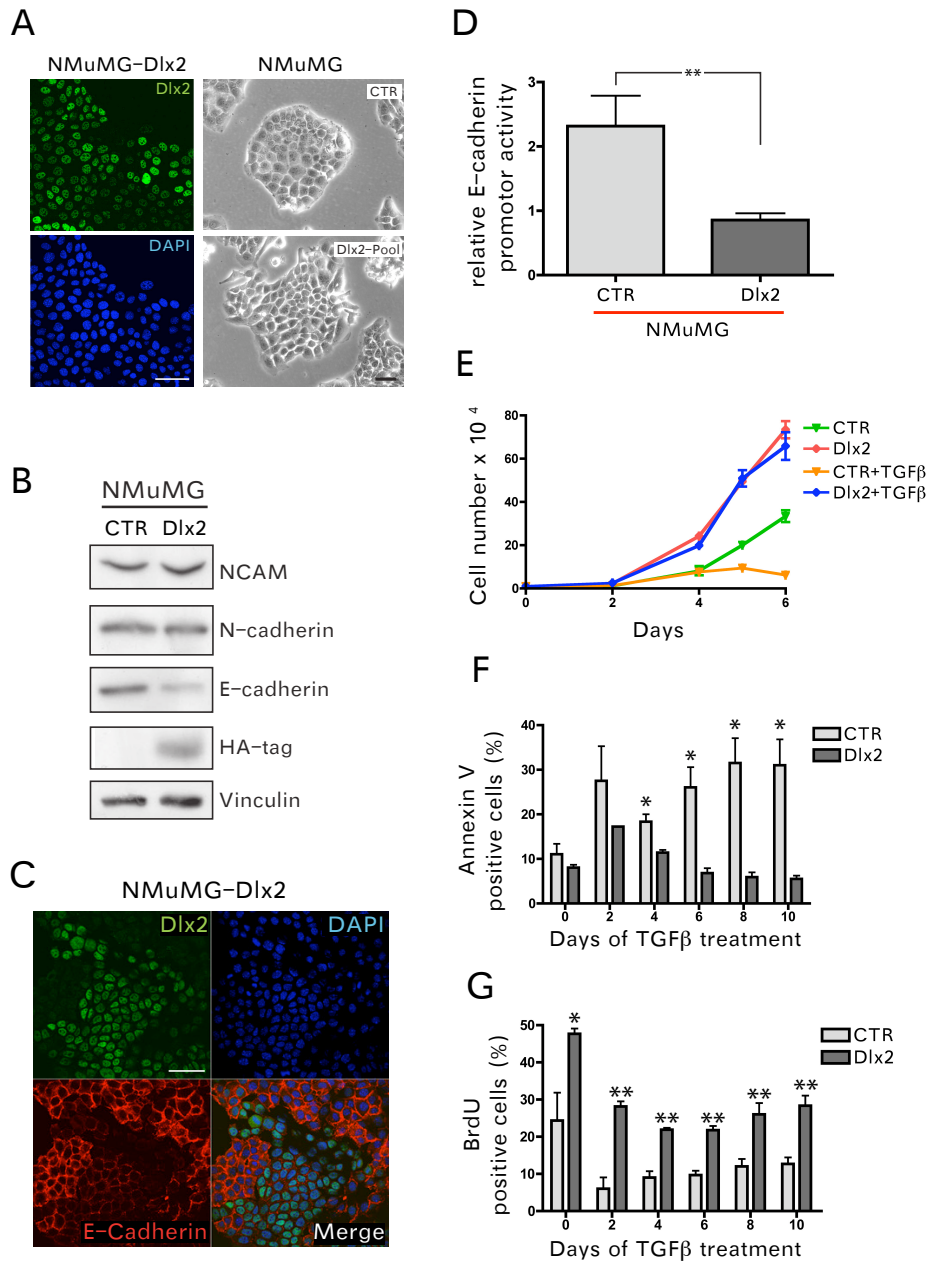 A
NMuMG–Dlx2
NMuMG
Dlx2
CTR
DAPI
Dlx2–Pool
B
NMuMG
CTR Dlx2
NCAM
N–cadherin
E–cadherin
HA–tag
Vinculin
C
NMuMG–Dlx2
Dlx2
DAPI
E–Cadherin
Merge
D
relative E–cadherin
promotor activity
3
2
1
0
**
CTR
Dlx2
NMuMG
E
Cell number x 10 4
80
60
40
20
0
0 2 4 6
Days
CTR
Dlx2
CTR+TGFβ
Dlx2+TGFβ
F
Annexin V
positive cells (%)
40
30
20
10
0
* * * *
0 2 4 6 8 10
Days of TGFβ treatment
CTR
Dlx2
G
BrdU
positive cells (%)
50
40
30
20
10
0
* ** ** ** ** **
0 2 4 6 8 10
Days of TGFβ treatment
CTR
Dlx2